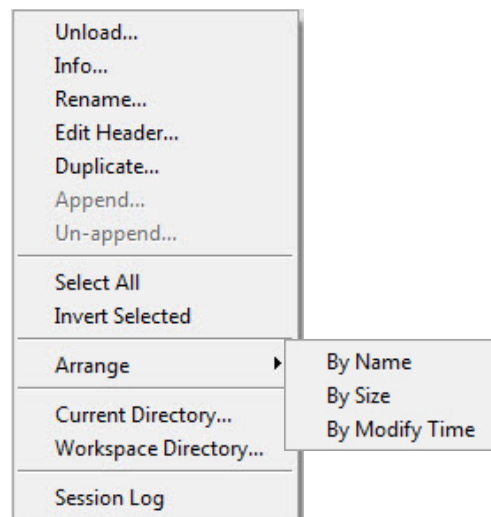 Unload...
Info...
Rename...
Edit Header...
Duplicate...
Append...
Un-append...
Select All
Invert Selected
Arrange
By Name
By Size
By Modify Time
Current Directory...
Workspace Directory...
Session Log